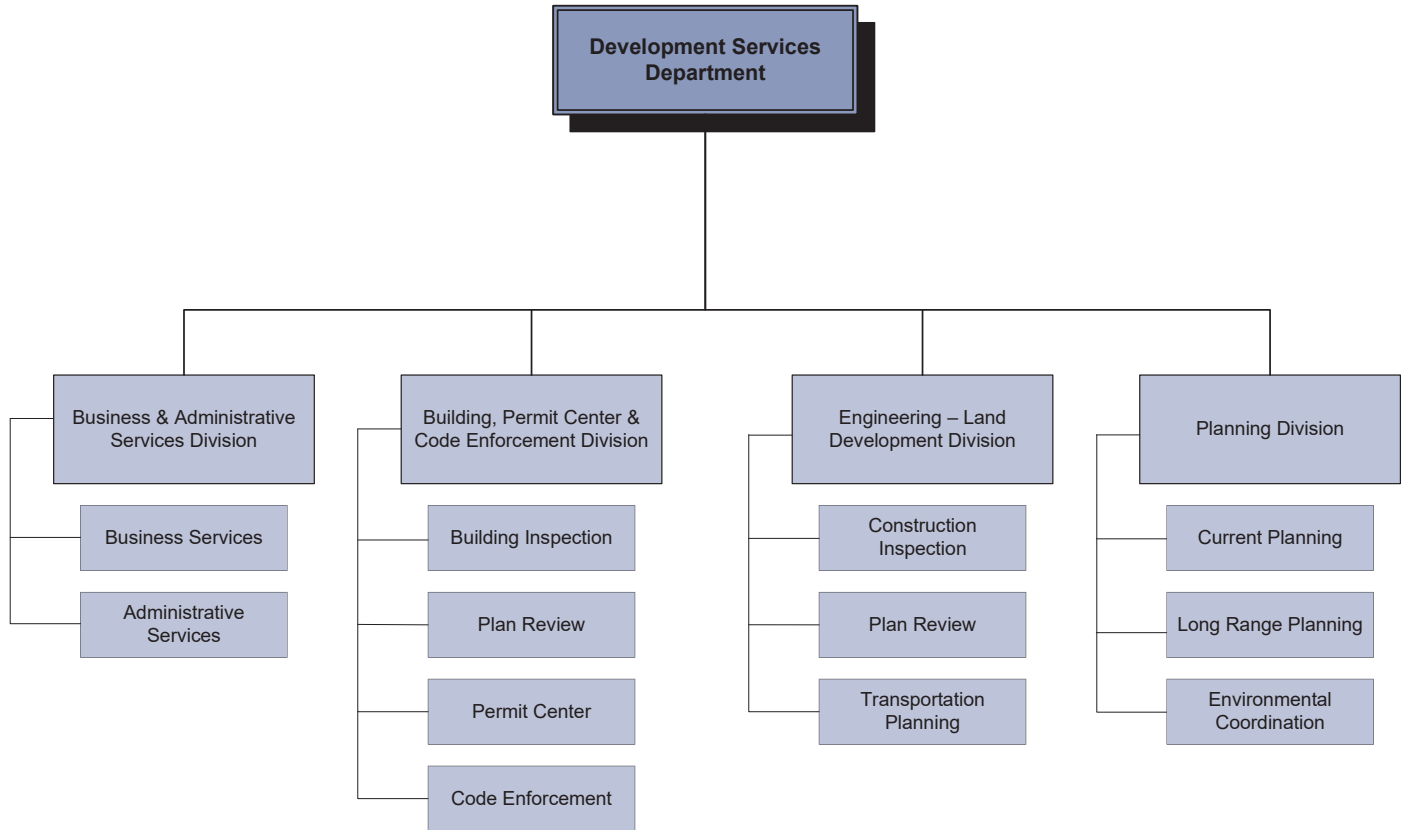 Development Services
Department
Business & Administrative
Services Division
Business Services
Administrative
Services
Building, Permit Center &
Code Enforcement Division
Building Inspection
Plan Review
Permit Center
Code Enforcement
Engineering – Land
Development Division
Construction
Inspection
Plan Review
Transportation
Planning
Planning Division
Current Planning
Long Range Planning
Environmental
Coordination